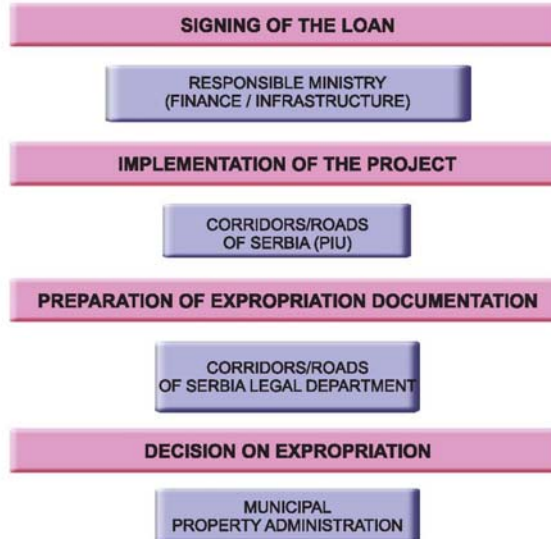 SIGNING OF THE LOAN
RESPONSIBLE MINISTRY
(FINANCE / INFRASTRUCTURE)
IMPLEMENTATION OF THE PROJECT
CORRIDORS/ROADS
OF SERBIA (PIU)
PREPARATION OF EXPROPRIATION DOCUMENTATION
CORRIDORS/ROADS
OF SERBIA LEGAL DEPARTMENT
DECISION ON EXPROPRIATION
MUNICIPAL
PROPERTY ADMINISTRATION